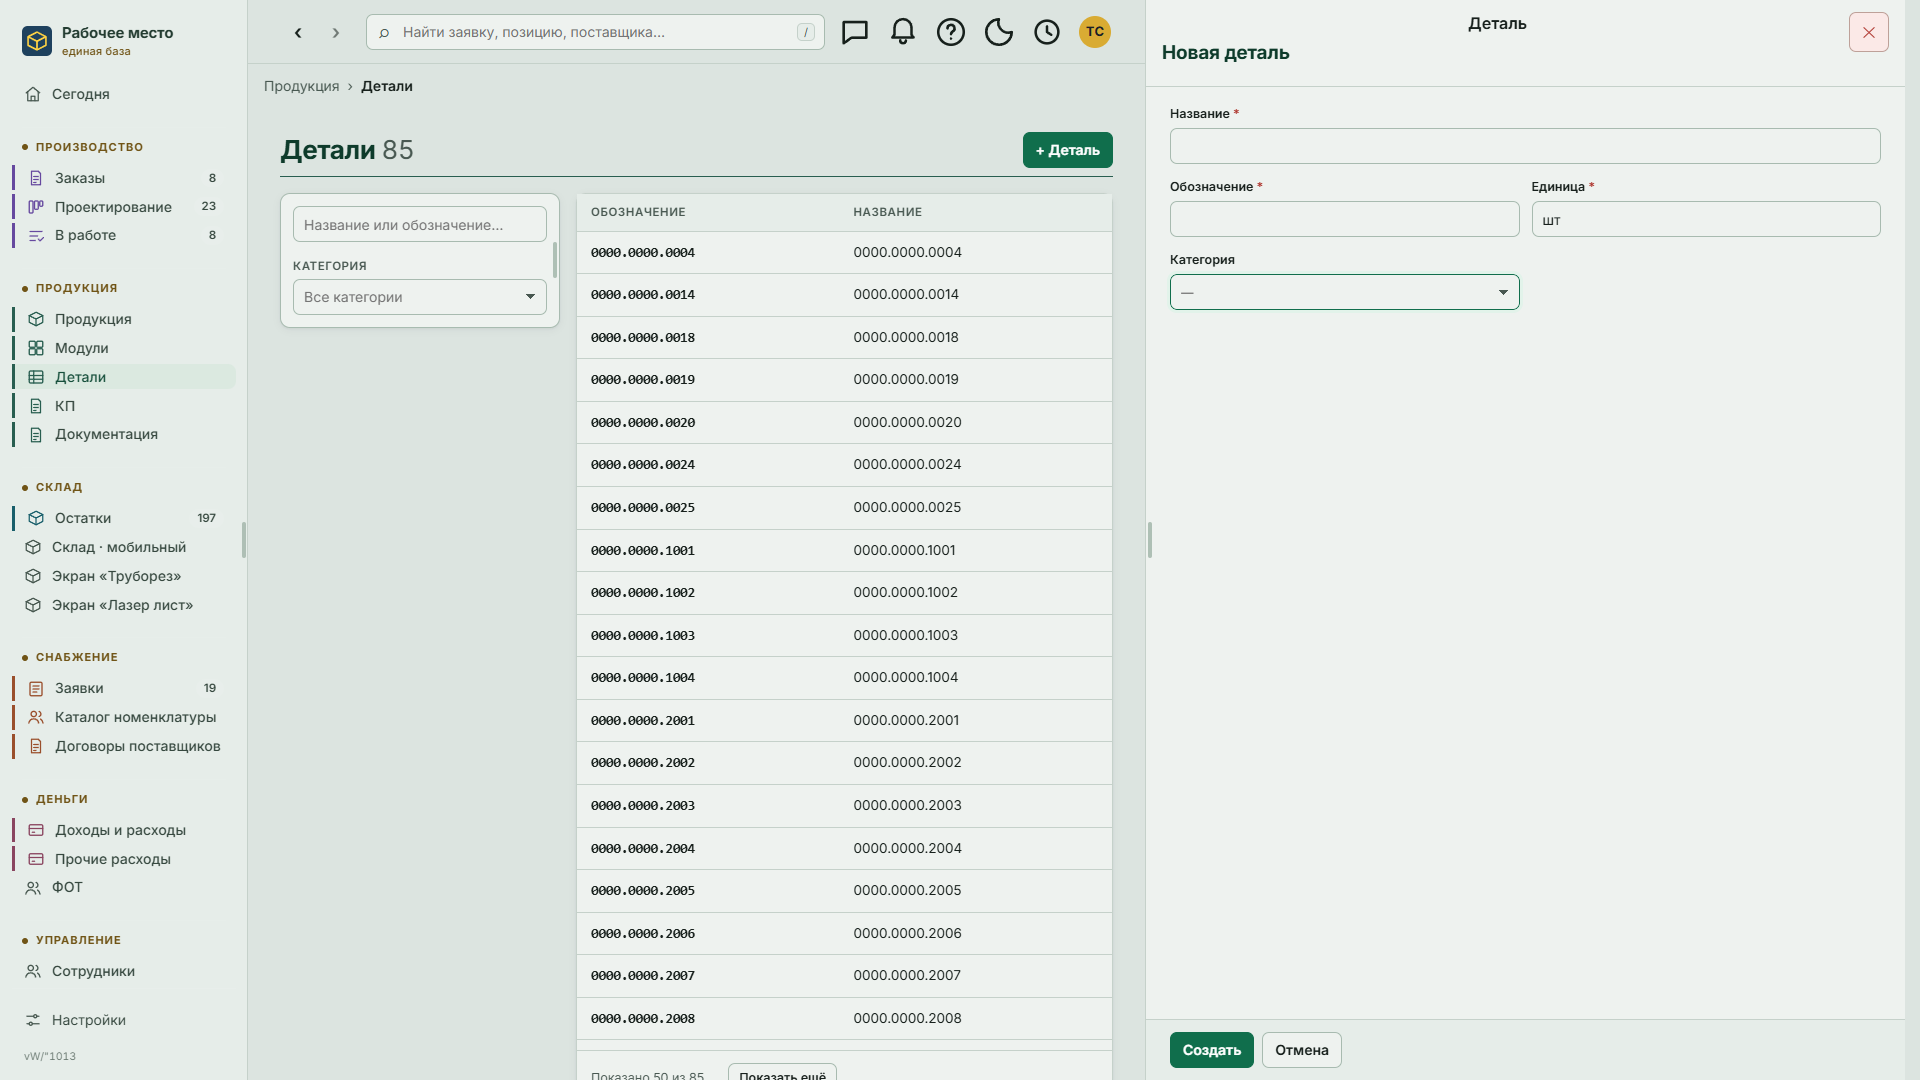 Рабочее место
единая база
Сегодня
ПРОИЗВОДСТВО
Заказы 8
Проектирование 23
В работе 8
ПРОДУКЦИЯ
Продукция
Модули
Детали
КП
Документация
СКЛАД
Остатки 197
Склад · мобильный
Экран «Труборез»
Экран «Лазер лист»
СНАБЖЕНИЕ
Заявки 19
Каталог номенклатуры
Договоры поставщиков
ДЕНЬГИ
Доходы и расходы
Прочие расходы
ФОТ
УПРАВЛЕНИЕ
Сотрудники
Настройки
vW/"1013
Найти заявку, позицию, поставщика... /
ТС
Продукция › Детали
Детали 85
+ Деталь
Название или обозначение...
КАТЕГОРИЯ
Все категории
ОБОЗНАЧЕНИЕ НАЗВАНИЕ
0000.0000.0004 0000.0000.0004
0000.0000.0014 0000.0000.0014
0000.0000.0018 0000.0000.0018
0000.0000.0019 0000.0000.0019
0000.0000.0020 0000.0000.0020
0000.0000.0024 0000.0000.0024
0000.0000.0025 0000.0000.0025
0000.0000.1001 0000.0000.1001
0000.0000.1002 0000.0000.1002
0000.0000.1003 0000.0000.1003
0000.0000.1004 0000.0000.1004
0000.0000.2001 0000.0000.2001
0000.0000.2002 0000.0000.2002
0000.0000.2003 0000.0000.2003
0000.0000.2004 0000.0000.2004
0000.0000.2005 0000.0000.2005
0000.0000.2006 0000.0000.2006
0000.0000.2007 0000.0000.2007
0000.0000.2008 0000.0000.2008
Показано 50 из 85 Показать ещё
Деталь
Новая деталь
Название *
Обозначение * Единица *
шт
Категория
—
Создать Отмена